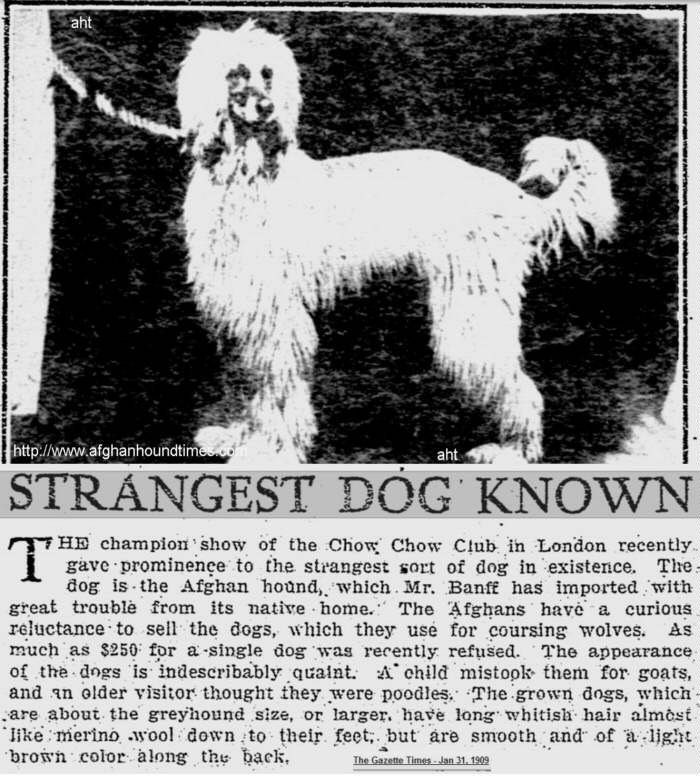 aht
http://www.afghanhoundtimes.com
aht
STRANGEST DOG KNOWN
THE champion show of the Chow Chow Club in London recently
gave prominence to the strangest sort of dog in existence. The
dog is the Afghan hound, which Mr. Banff has imported with
great trouble from its native home. The Afghans have a curious
reluctance to sell the dogs, which they use for coursing wolves. As
much as $250 for a single dog was recently refused. The appearance
of the dogs is indescribably quaint. A child mistook them for goats,
and an older visitor thought they were poodles. The grown dogs, which
are about the greyhound size, or larger, have long whitish hair almost
like merino wool down to their feet, but are smooth and of a light
brown color along the back.
The Gazette Times - Jan 31, 1909